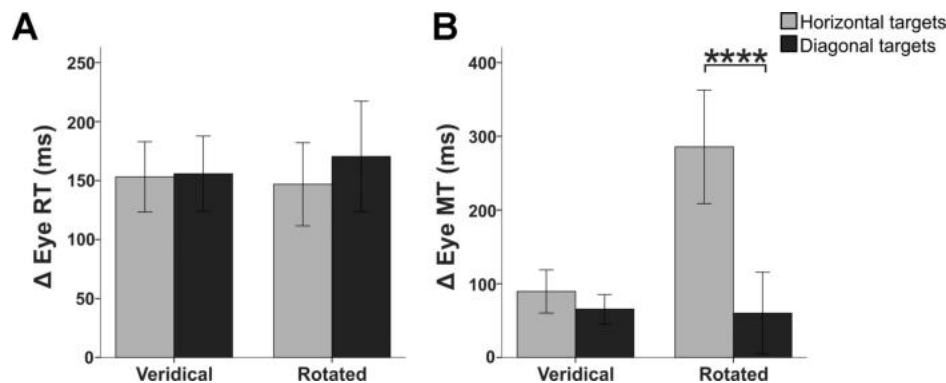 A
B
Horizontal targets
Diagonal targets
Δ Eye RT (ms)
250
200
150
100
50
0
Veridical
Rotated
Δ Eye MT (ms)
400
300
200
100
0
****
Veridical
Rotated